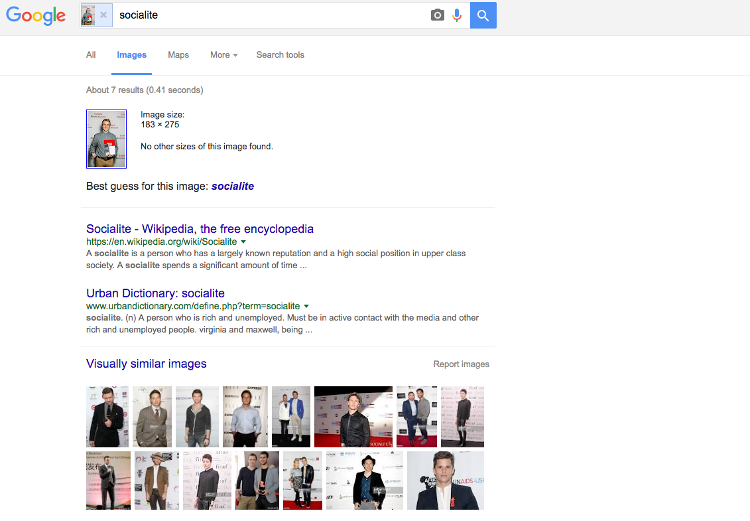 Google
socialite
All Images Maps More Search tools
About 7 results (0.41 seconds)
Image size:
183 × 275
No other sizes of this image found.
Best guess for this image: socialite
Socialite - Wikipedia, the free encyclopedia
https://en.wikipedia.org/wiki/Socialite
A socialite is a person who has a largely known reputation and a high social position in upper class
society. A socialite spends a significant amount of time ...
Urban Dictionary: socialite
www.urbandictionary.com/define.php?term=socialite
socialite. (n) A person who is rich and unemployed. Must be in active contact with the media and other
rich and unemployed people. virginia and maxwell, being ...
Visually similar images Report images